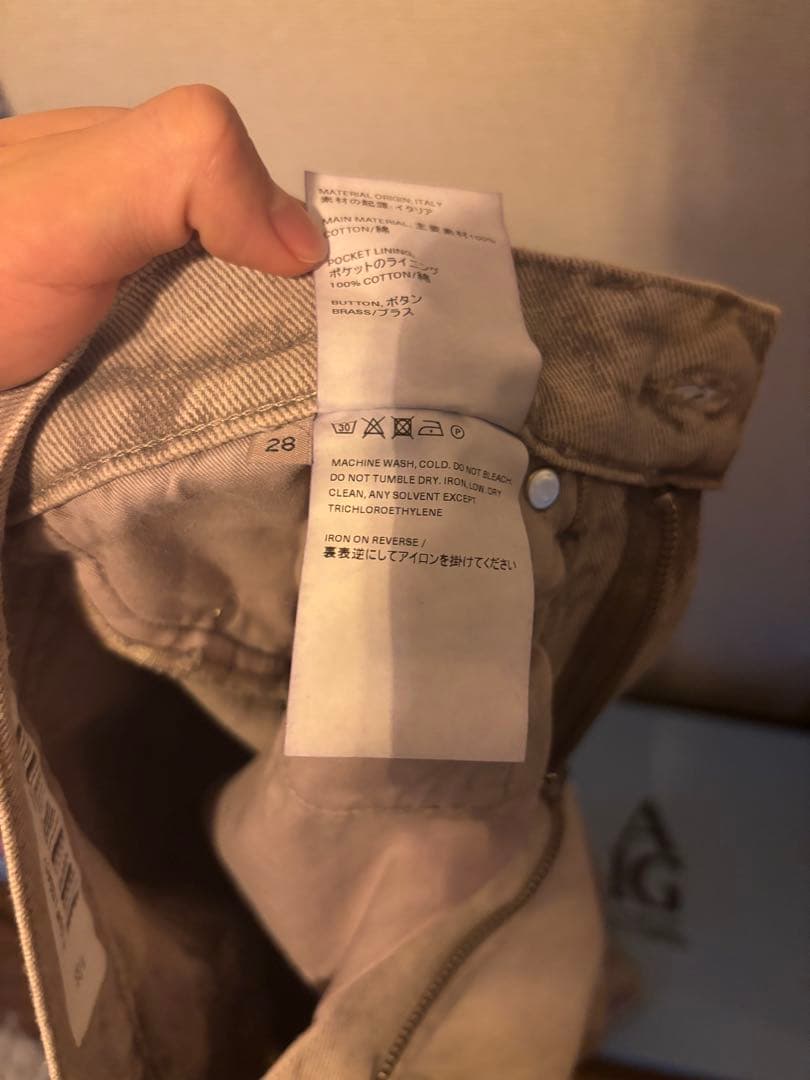 MATERIAL ORIGIN, ITALY
素材の起源: イタリア
MAIN MATERIAL, 主要素材100%
COTTON/綿
POCKET LINING,
ポケットのライニング
100% COTTON/綿
BUTTON, ボタン
BRASS/ブラス
28
30
P
MACHINE WASH, COLD. DO NOT BLEACH.
DO NOT TUMBLE DRY. IRON, LOW. DRY
CLEAN, ANY SOLVENT EXCEPT
TRICHLOROETHYLENE
IRON ON REVERSE /
裏表逆にしてアイロンを掛けてください